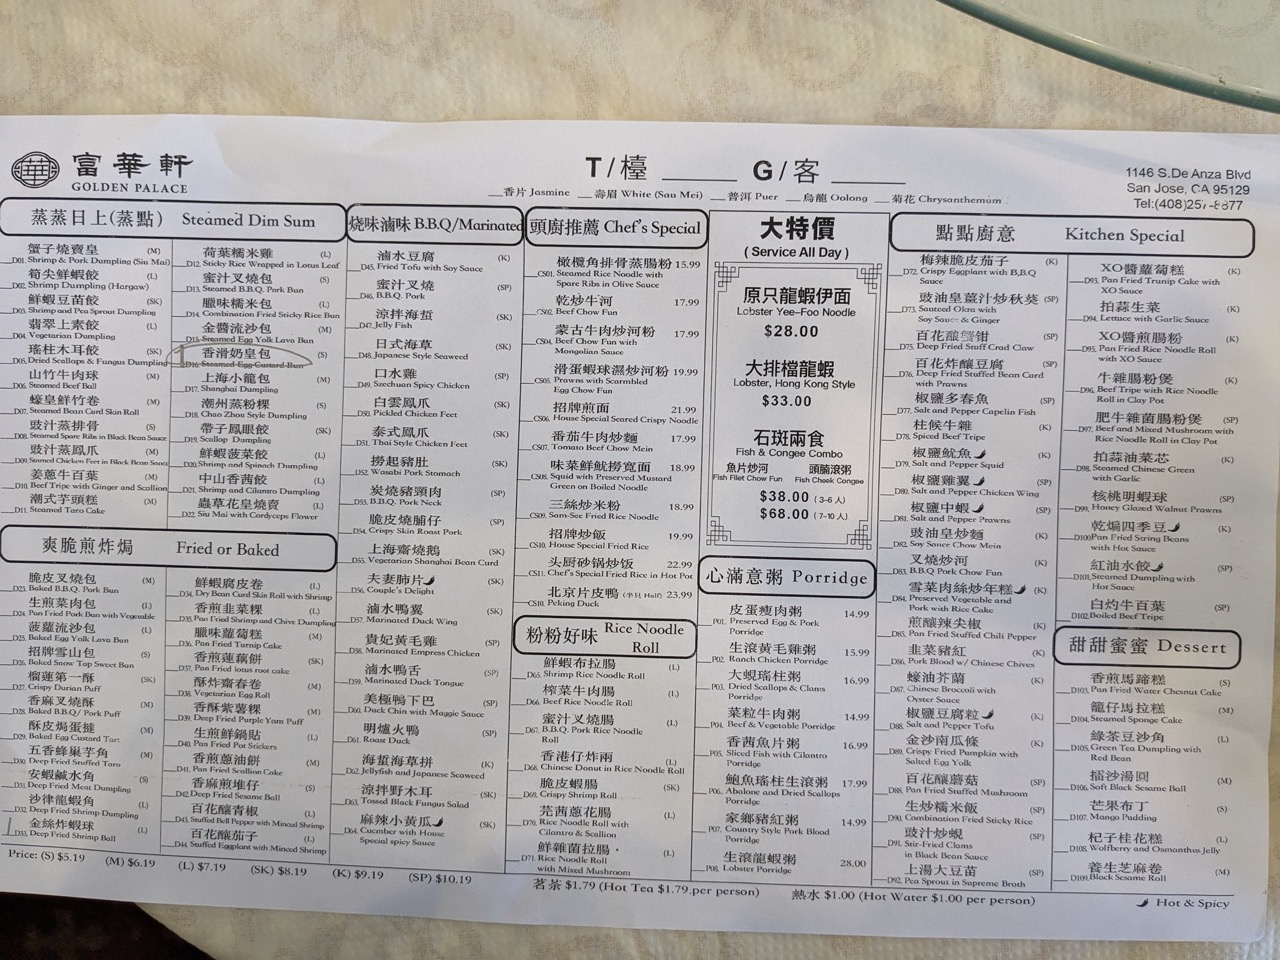 富華軒
GOLDEN PALACE
T/檯 ______ G/客 ______
__香片 Jasmine __壽眉 White (Sau Mei) __普洱 Puer __烏龍 Oolong __菊花 Chrysanthemum
1146 S.De Anza Blvd
San Jose, CA 95129
Tel:(408)257-8877
蒸蒸日上(蒸點) Steamed Dim Sum
蟹子燒賣皇 (M)
D01. Shrimp & Pork Dumpling (Siu Mai)
筍尖鮮蝦餃 (L)
D02. Shrimp Dumpling (Hargaw)
鮮蝦豆苗餃 (SK)
D03. Shrimp and Pea Sprout Dumpling
翡翠上素餃 (L)
D04. Vegetarian Dumpling
瑤柱木耳餃 (SK)
D05. Dried Scallops & Fungus Dumpling
山竹牛肉球 (M)
D06. Steamed Beef Ball
蠔皇鮮竹卷 (M)
D07. Steamed Bean Curd Skin Roll
豉汁蒸排骨 (S)
D08. Steamed Spare Ribs in Black Bean Sauce
豉汁蒸鳳爪 (M)
D09. Steamed Chicken Feet in Black Bean Sauce
姜蔥牛百葉 (M)
D10. Beef Tripe with Ginger and Scallion
潮式芋頭糕 (M)
D11. Steamed Taro Cake
荷葉糯米雞 (L)
D12. Sticky Rice Wrapped in Lotus Leaf
蜜汁叉燒包 (S)
D13. Steamed B.B.Q. Pork Bun
臘味糯米包 (L)
D14. Combination Fried Sticky Rice Bun
金醬流沙包 (M)
D15. Steamed Egg Yolk Lava Bun
1 香滑奶皇包 (S)
D16. Steamed Egg Custard Bun
上海小籠包 (M)
D17. Shanghai Dumpling
潮州蒸粉粿 (S)
D18. Chao Zhou Style Dumpling
帶子鳳眼餃 (SK)
D19. Scallop Dumpling
鮮蝦菠菜餃 (L)
D20. Shrimp and Spinach Dumpling
中山香茜餃 (L)
D21. Shrimp and Cilantro Dumpling
蟲草花皇燒賣 (L)
D22. Siu Mai with Cordyceps Flower
爽脆煎炸焗 Fried or Baked
脆皮叉燒包 (M)
D23. Baked B.B.Q. Pork Bun
生煎菜肉包 (L)
D24. Pan Fried Pork Bun with Vegetable
菠蘿流沙包 (L)
D25. Baked Egg Yolk Lava Bun
招牌雪山包 (S)
D26. Baked Snow Top Sweet Bun
榴蓮第一酥 (SK)
D27. Crispy Durian Puff
香麻叉燒酥 (M)
D28. Baked B.B.Q/ Pork Puff
酥皮焗蛋撻 (M)
D29. Baked Egg Custard Tart
五香蜂巢芋角 (M)
D30. Deep Fried Stuffed Taro
安蝦鹹水角 (S)
D31. Deep Fried Meat Dumpling
沙律龍蝦角 (L)
D32. Deep Fried Shrimp Dumpling
金絲炸蝦球 (L)
D33. Deep Fried Shrimp Ball
鮮蝦腐皮卷 (L)
D34. Dry Bean Curd Skin Roll with Shrimp
香煎韭菜粿 (L)
D35. Pan Fried Shrimp and Chive Dumpling
臘味蘿蔔糕 (M)
D36. Pan Fried Turnip Cake
香煎蓮藕餅 (SK)
D37. Pan Fried lotus root cake
酥炸齋春卷 (M)
D38. Vegetarian Egg Roll
香酥紫薯粿 (M)
D39. Deep Fried Purple Yam Puff
生煎鮮鍋貼 (L)
D40. Pan Fried Pot Stickers
香煎蔥油餅 (M)
D41. Pan Fried Scallion Cake
香麻煎堆仔 (S)
D42. Deep Fried Sesame Ball
百花釀青椒 (L)
D43. Stuffed Bell Pepper with Minced Shrimp
百花釀茄子 (L)
D44. Stuffed Eggplant with Minced Shrimp
烧味滷味 B.B.Q/Marinated
滷水豆腐 (K)
D45. Fried Tofu with Soy Sauce
蜜汁叉燒 (SP)
D46. B.B.Q. Pork
涼拌海蜇 (K)
D47. Jelly Fish
日式海草 (SK)
D48. Japanese Style Seaweed
口水雞 (SP)
D49. Szechuan Spicy Chicken
白雲鳳爪 (SK)
D50. Pickled Chicken Feet
泰式鳳爪 (SK)
D51. Thai Style Chicken Feet
撈起豬肚 (SK)
D52. Wasabi Pork Stomach
炭燒豬頸肉 (SP)
D53. B.B.Q. Pork Neck
脆皮燒腩仔 (SP)
D54. Crispy Skin Roast Pork
上海齋燒鵝 (SK)
D55. Vegetarian Shanghai Bean Curd
夫妻肺片 (SK)
D56. Couple's Delight
滷水鴨翼 (SK)
D57. Marinated Duck Wing
貴妃黃毛雞 (SP)
D58. Marinated Empress Chicken
滷水鴨舌 (SP)
D59. Marinated Duck Tongue
美極鴨下巴 (SP)
D60. Duck Chin with Maggie Sauce
明爐火鴨 (SP)
D61. Roast Duck
海蜇海草拼 (K)
D62. Jellyfish and Japanese Seaweed
涼拌野木耳 (SK)
D63. Tossed Black Fungus Salad
麻辣小黃瓜 (SK)
D64. Cucmber with House
Special spicy Sauce
頭廚推薦 Chef's Special
橄欖角排骨蒸腸粉 15.99
CS01. Steamed Rice Noodle with
Spare Ribs in Olive Sauce
乾炒牛河 17.99
CS02. Beef Chow Fun
蒙古牛肉炒河粉 17.99
CS04. Beef Chow Fun with
Mongolian Sauce
滑蛋蝦球濕炒河粉 19.99
CS05. Prawns with Scarmbled
Egg Chow Fun
招牌煎面 21.99
CS06. House Special Seared Crispy Noodle
番茄牛肉炒麵 17.99
CS07. Tomato Beef Chow Mein
味菜鮮魷撈寬面 18.99
CS08. Squid with Preserved Mustard
Green on Boiled Noodle
三絲炒米粉 18.99
CS09. Sam-See Fried Rice Noodle
招牌炒飯 19.99
CS10. House Special Fried Rice
头厨砂锅炒饭 22.99
CS11. Chef's Special Fried Rice in Hot Pot
北京片皮鴨 (半只 Half) 23.99
CS10. Peking Duck
粉粉好味 Rice Noodle Roll
鮮蝦布拉腸 (L)
D65. Shrimp Rice Noodle Roll
榨菜牛肉腸 (L)
D66. Beef Rice Noodle Roll
蜜汁叉燒腸 (L)
D67. B.B.Q. Pork Rice Noodle
Roll
香港仔炸兩 (L)
D68. Chinese Donut in Rice Noodle Roll
脆皮蝦腸 (SK)
D69. Crispy Shrimp Roll
芫茜蔥花腸 (L)
D70. Rice Noodle Roll with
Cilantro & Scallion
鮮雜菌拉腸 (L)
D71. Rice Noodle Roll
with Mixed Mushroom
大特價
( Service All Day )
原只龍蝦伊面
Lobster Yee-Foo Noodle
$28.00
大排檔龍蝦
Lobster, Hong Kong Style
$33.00
石斑兩食
Fish & Congee Combo
魚片炒河 頭腩滾粥
Fish Filet Chow Fun Fish Cheek Congee
$38.00 (3-6 人)
$68.00 (7-10 人)
心滿意粥 Porridge
皮蛋瘦肉粥 14.99
P01. Preserved Egg & Pork
Porridge
生滾黃毛雞粥 15.99
P02. Ranch Chicken Porridge
大蜆瑤柱粥 16.99
P03. Dried Scallops & Clams
Porridge
菜粒牛肉粥 14.99
P04. Beef & Vegetable Porridge
香茜魚片粥 16.99
P05. Sliced Fish with Cilantro
Porridge
鮑魚瑤柱生滾粥 17.99
P06. Abalone and Dried Scallops
Porridge
家鄉豬紅粥 14.99
P07. Country Style Pork Blood
Porridge
生滾龍蝦粥 28.00
P08. Lobster Porridge
點點廚意 Kitchen Special
梅辣脆皮茄子 (K)
D72. Crispy Eggplant with B,B.Q
Sauce
豉油皇薑汁炒秋葵 (SP)
D73. Sauteed Okra with
Soy Sauce & Ginger
百花釀蟹钳 (SP)
D75. Deep Fried Stuff Crad Claw
百花炸釀豆腐 (SP)
D76. Deep Fried Stuffed Bean Curd
with Prawns
椒鹽多春魚 (SP)
D77. Salt and Pepper Capelin Fish
柱候牛雜 (K)
D78. Spiced Beef Tripe
椒鹽魷魚 (K)
D79. Salt and Pepper Squid
椒鹽雞翼 (SP)
D80. Salt and Pepper Chicken Wing
椒鹽中蝦 (SP)
D81. Salt and Pepper Prawns
豉油皇炒麵 (K)
D82. Soy Sauce Chow Mein
叉燒炒河 (K)
D83. B.B.Q Pork Chow Fun
雪菜肉絲炒年糕 (K)
D84. Preserved Vegetable and
Pork with Rice Cake
煎釀辣尖椒 (K)
D85. Pan Fried Stuffed Chili Pepper
韭菜豬紅 (K)
D86. Pork Blood w/ Chinese Chives
蠔油芥蘭 (K)
D87. Chinese Broccoli with
Oyster Sauce
椒鹽豆腐粒 (K)
D88. Salt and Pepper Tofu
金沙南瓜條 (K)
D89. Crispy Fried Pumpkin with
Salted Egg Yolk
百花釀蘑菇 (SP)
D88. Pan Fried Stuffed Mushroom
生炒糯米飯 (SP)
D90. Combination Fried Sticky Rice
豉汁炒蜆 (SP)
D91. Stir-Fried Clams
in Black Bean Sauce
上湯大豆苗 (SP)
D92. Pea Sprout in Supreme Broth
XO醬蘿蔔糕 (K)
D93. Pan Fried Trunip Cake with
XO Sauce
拍蒜生菜 (K)
D94. Lettuce with Garlic Sauce
XO醬煎腸粉 (K)
D95. Pan Fried Rice Noodle Roll
with XO Sauce
牛雜腸粉煲 (K)
D96. Beef Tripe with Rice Noodle
Roll in Clay Pot
肥牛雜菌腸粉煲 (SP)
D97. Beef and Mixed Mushroom with
Rice Noodle Roll in Clay Pot
拍蒜油菜芯 (K)
D98. Steamed Chinese Green
with Garlic
核桃明蝦球 (SP)
D99. Honey Glazed Walnut Prawns
乾煸四季豆 (K)
D100. Pan Fried String Beans
with Hot Sauce
紅油水餃 (SP)
D101. Steamed Dumpling with
Hot Sauce
白灼牛百葉 (SP)
D102. Boiled Beef Tripe
甜甜蜜蜜 Dessert
香煎馬蹄糕 (S)
D103. Pan Fried Water Chesnut Cake
籠仔馬拉糕 (M)
D104. Steamed Sponge Cake
綠茶豆沙角 (L)
D105. Green Tea Dumpling with
Red Bean
擂沙湯圓 (M)
D106. Soft Black Sesame Ball
芒果布丁 (S)
D107. Mango Pudding
杞子桂花糕 (L)
D108. Wolfberry and Osmanthus Jelly
養生芝麻卷 (M)
D109. Black Sesame Roll
Price: (S) $5.19 (M) $6.19 (L) $7.19 (SK) $8.19 (K) $9.19 (SP) $10.19
茗茶 $1.79 (Hot Tea $1.79.per person) 熱水 $1.00 (Hot Water $1.00 per person)
Hot & Spicy